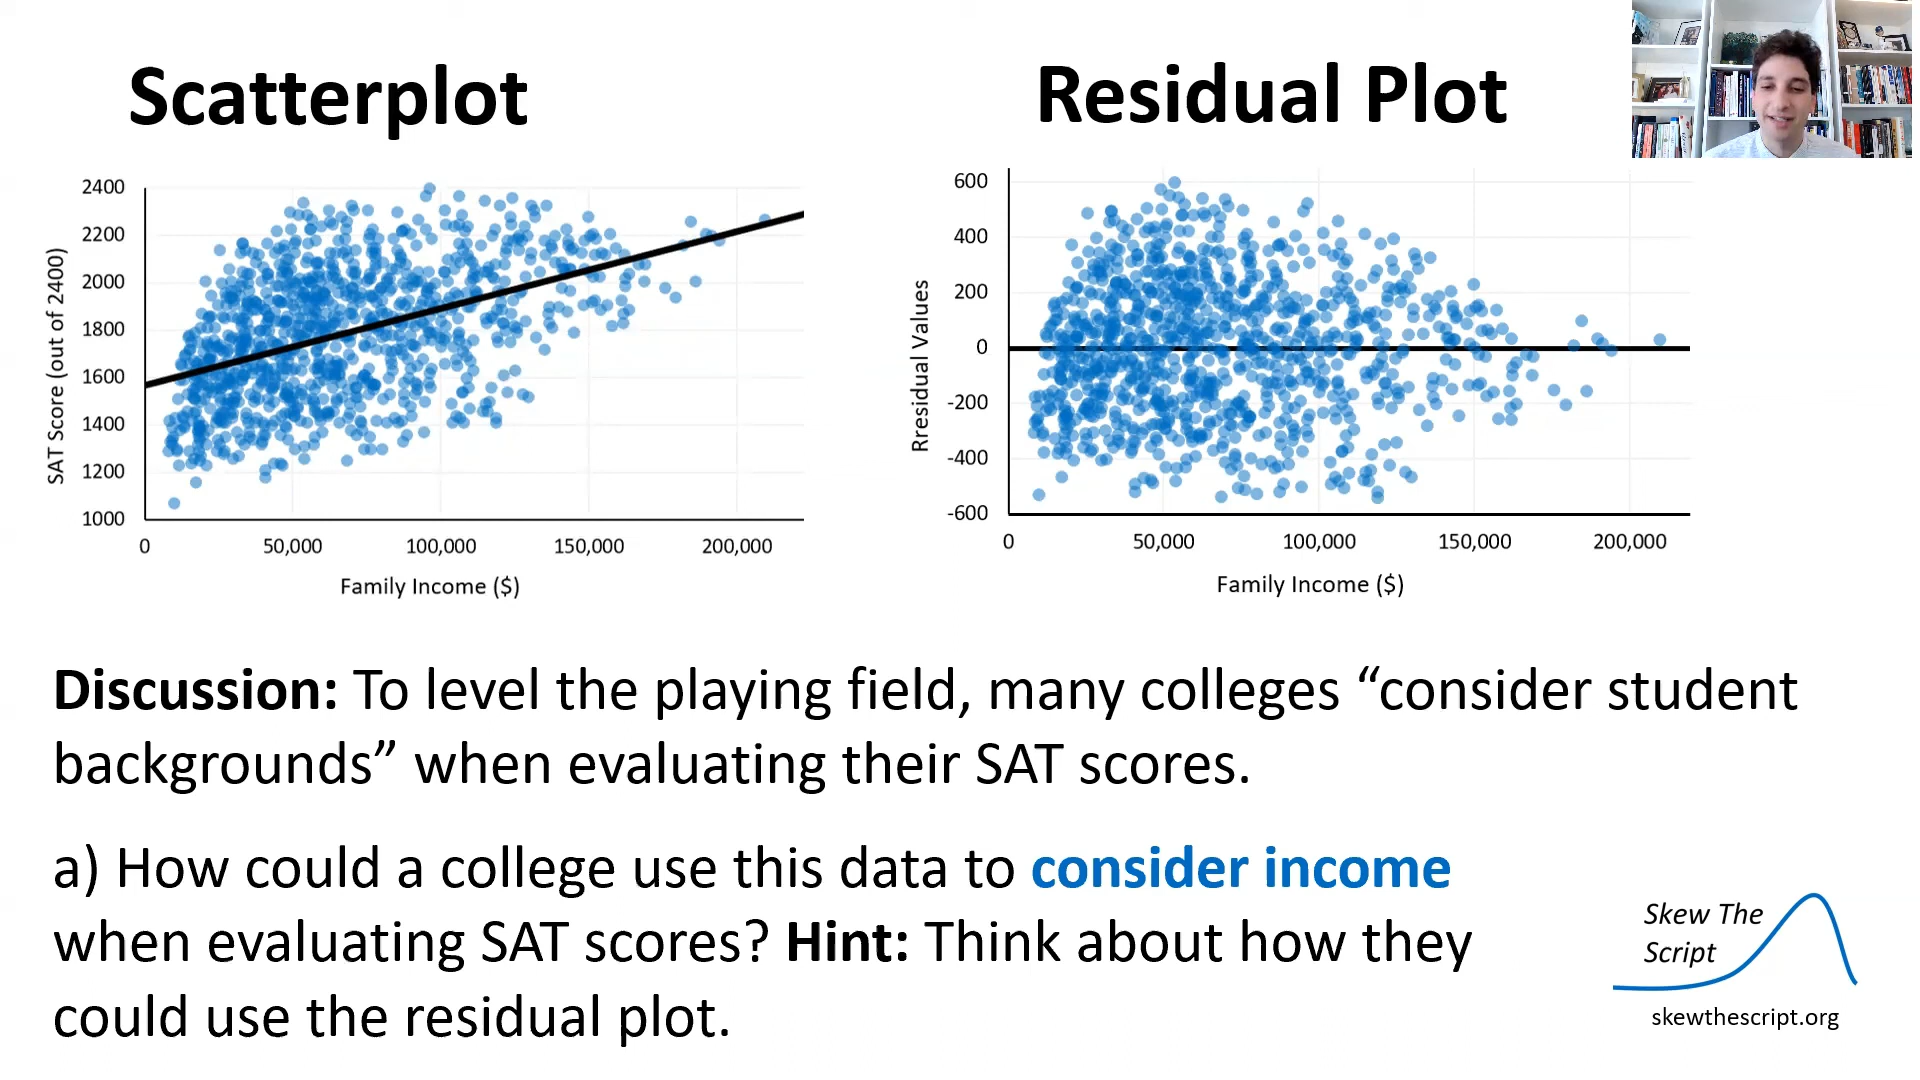 Scatterplot
Residual Plot
2400
2200
2000
1800
1600
1400
1200
1000
SAT Score (out of 2400)
0
50,000
100,000
150,000
200,000
Family Income ($)
600
400
200
0
-200
-400
-600
Rresidual Values
0
50,000
100,000
150,000
200,000
Family Income ($)
Discussion: To level the playing field, many colleges “consider student
backgrounds” when evaluating their SAT scores.
a) How could a college use this data to consider income
when evaluating SAT scores? Hint: Think about how they
could use the residual plot.
Skew The
Script
skewthescript.org